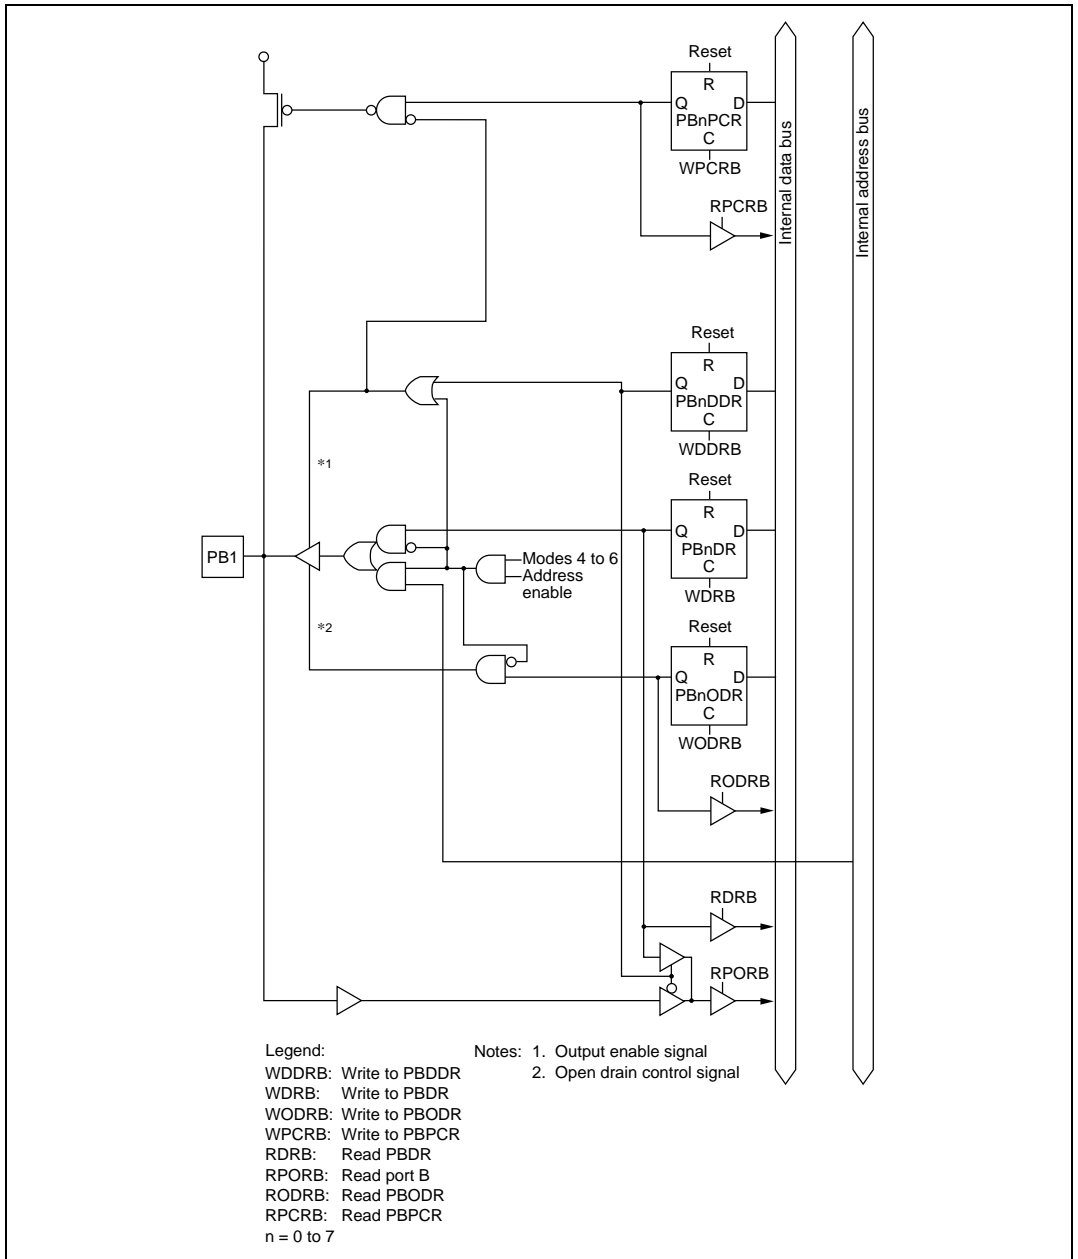 Reset
R
Q D
PBnPCR
C
WPCRB
RPCRB
Internal data bus
Internal address bus
Reset
R
Q D
PBnDDR
C
WDDRB
*1
Reset
R
Q D
PBnDR
C
WDRB
PB1
Modes 4 to 6
Address
enable
*2
Reset
R
Q D
PBnODR
C
WODRB
RODRB
RDRB
RPORB
Legend:
WDDRB: Write to PBDDR
WDRB: Write to PBDR
WODRB: Write to PBODR
WPCRB: Write to PBPCR
RDRB: Read PBDR
RPORB: Read port B
RODRB: Read PBODR
RPCRB: Read PBPCR
n = 0 to 7
Notes: 1. Output enable signal
2. Open drain control signal